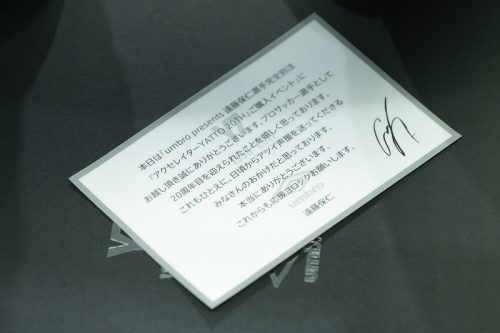 本日は「umbro presents 遠藤保仁選手完全別注
『アクセレイターYAITO 20TH』ご購入イベント」に
お越し頂き誠にありがとうございます。プロサッカー選手として
20周年目を迎えられたことを嬉しく思っております。
これもひとえに、日頃からアツイ声援を送ってくださる
みなさんのおかげだと思っております。
本当にありがとうございます。
これからも応援ヨロシクお願いします。
遠藤保仁
umbro